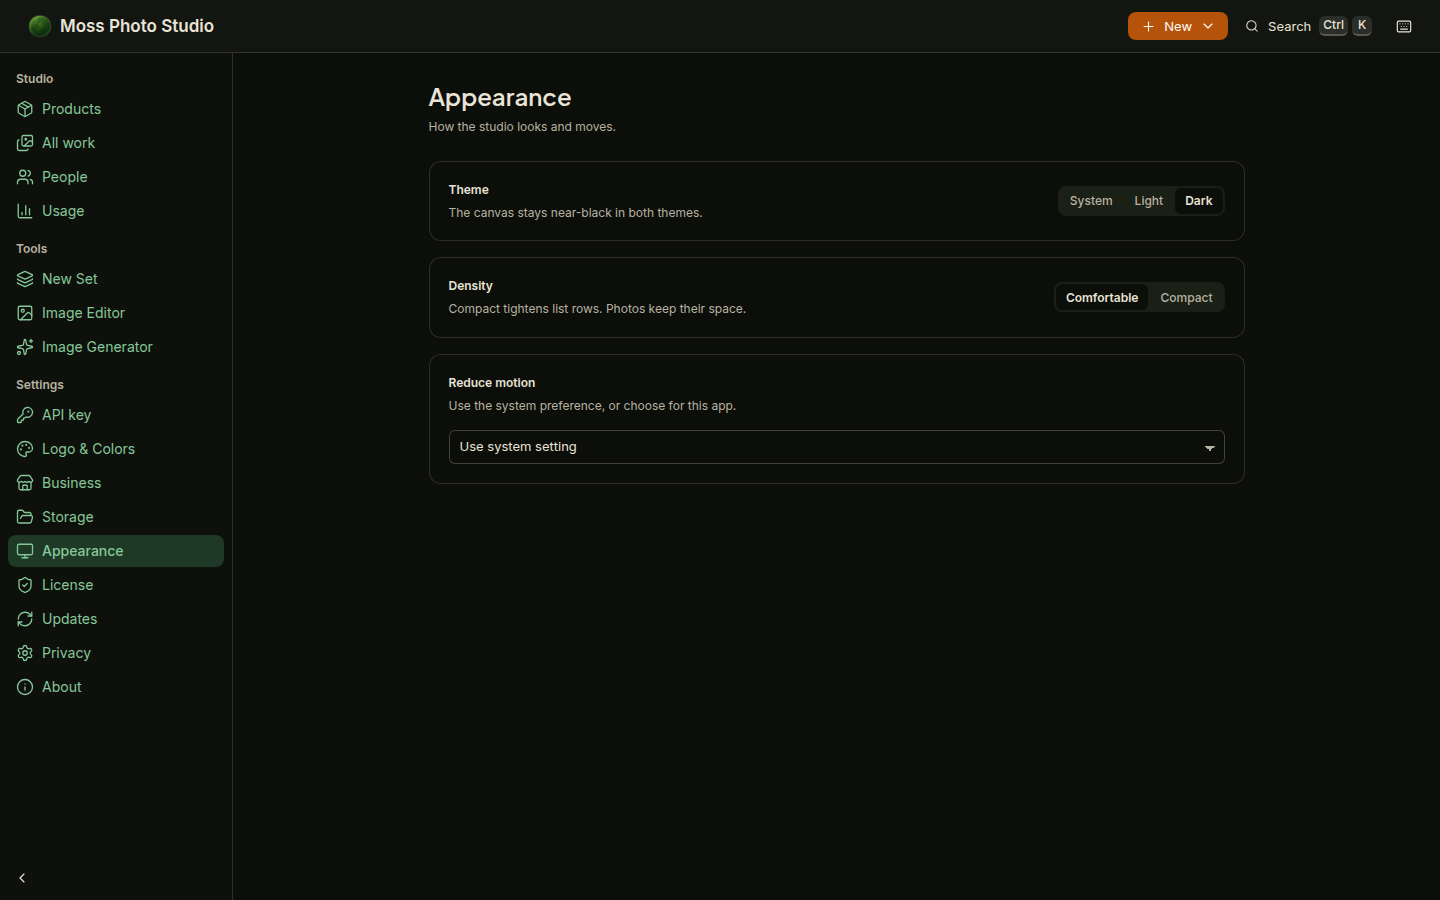 Moss Photo Studio
New
Search Ctrl K
Studio
Products
All work
People
Usage
Tools
New Set
Image Editor
Image Generator
Settings
API key
Logo & Colors
Business
Storage
Appearance
License
Updates
Privacy
About
Appearance
How the studio looks and moves.
Theme
The canvas stays near-black in both themes.
System Light Dark
Density
Compact tightens list rows. Photos keep their space.
Comfortable Compact
Reduce motion
Use the system preference, or choose for this app.
Use system setting